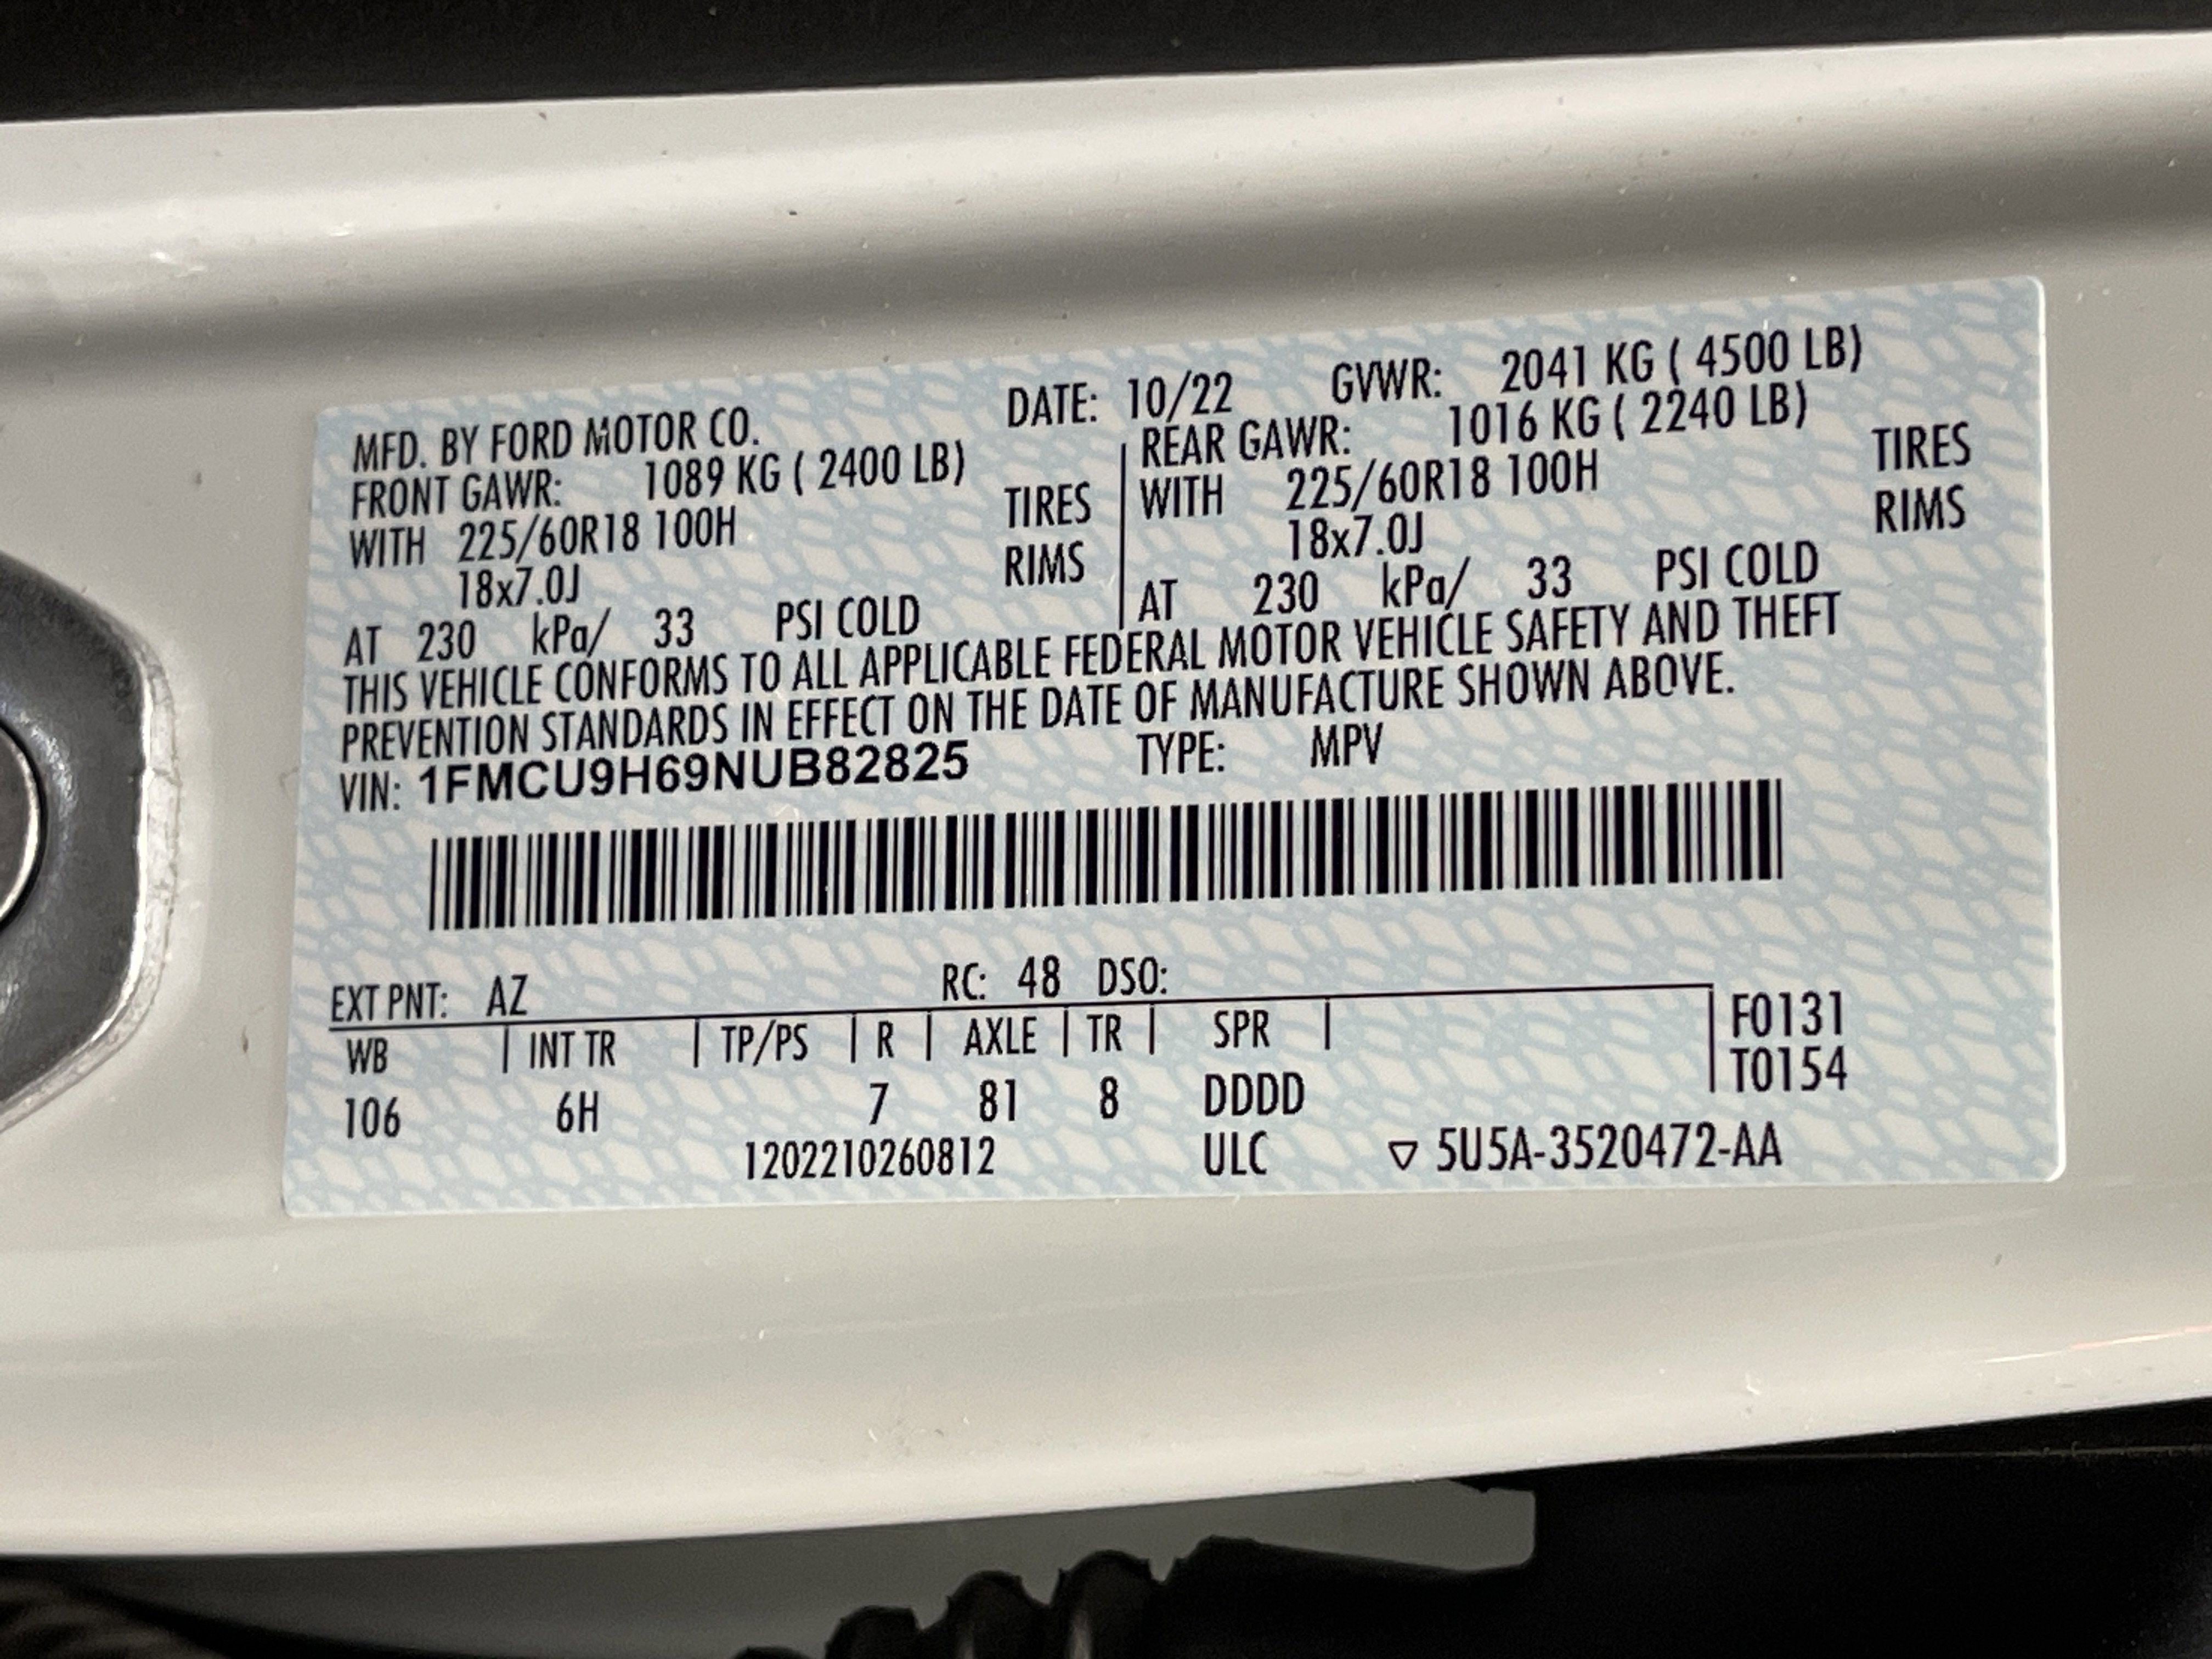 MFD. BY FORD MOTOR CO. DATE: 10/22 GVWR: 2041 KG ( 4500 LB)
FRONT GAWR: 1089 KG ( 2400 LB) REAR GAWR: 1016 KG ( 2240 LB)
WITH 225/60R18 100H TIRES WITH 225/60R18 100H TIRES
18x7.0J RIMS 18x7.0J RIMS
AT 230 kPa/ 33 PSI COLD AT 230 kPa/ 33 PSI COLD
THIS VEHICLE CONFORMS TO ALL APPLICABLE FEDERAL MOTOR VEHICLE SAFETY AND THEFT
PREVENTION STANDARDS IN EFFECT ON THE DATE OF MANUFACTURE SHOWN ABOVE.
VIN: 1FMCU9H69NUB82825 TYPE: MPV
EXT PNT: AZ RC: 48 DSO:
WB | INT TR | TP/PS | R | AXLE | TR | SPR | F0131
T0154
106 6H 7 81 8 DDDD
1202210260812 ULC ▽ 5U5A-3520472-AA